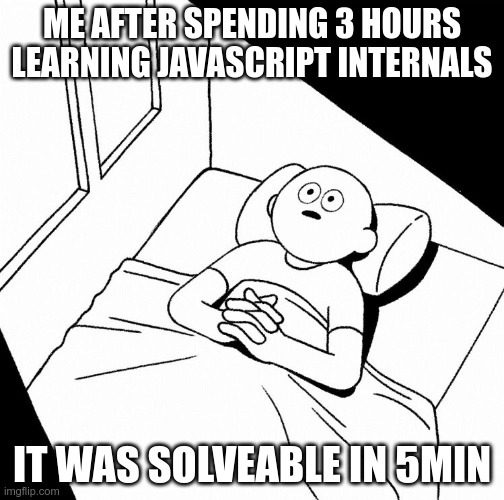 ME AFTER SPENDING 3 HOURS
LEARNING JAVASCRIPT INTERNALS
IT WAS SOLVEABLE IN 5MIN
imgflip.com